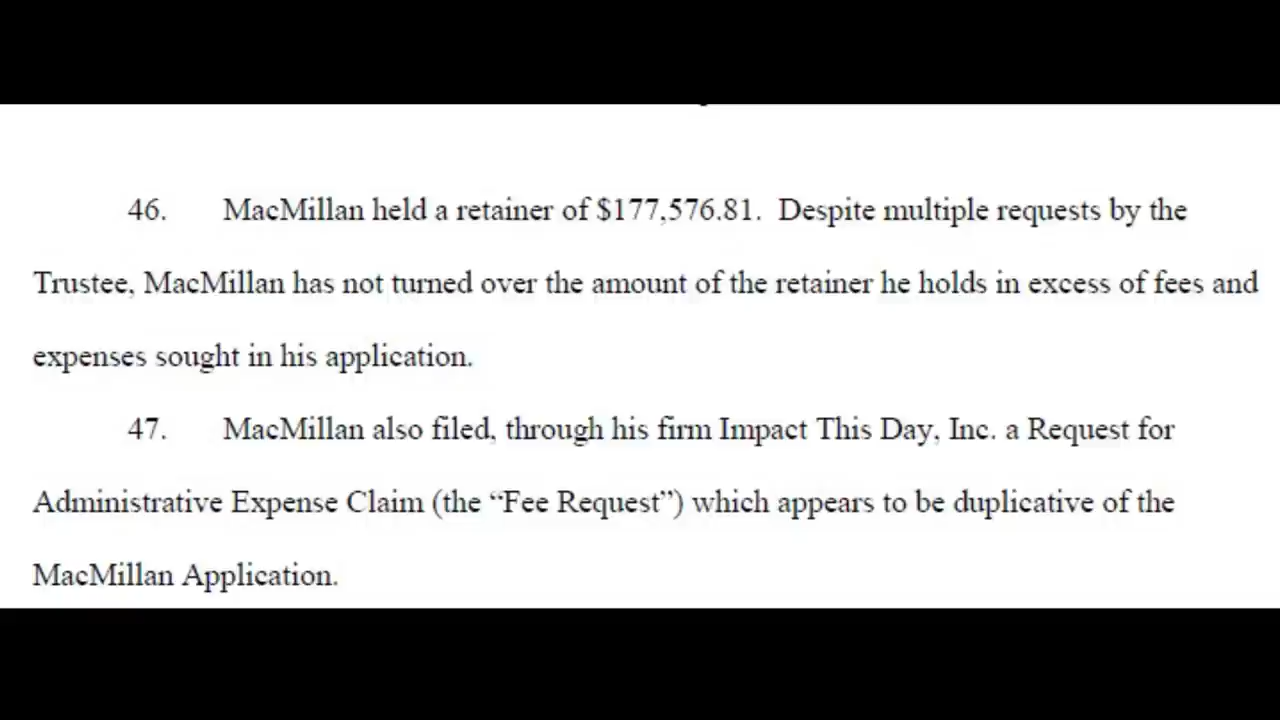 46. MacMillan held a retainer of $177,576.81. Despite multiple requests by the
Trustee, MacMillan has not turned over the amount of the retainer he holds in excess of fees and
expenses sought in his application.
47. MacMillan also filed, through his firm Impact This Day, Inc. a Request for
Administrative Expense Claim (the “Fee Request”) which appears to be duplicative of the
MacMillan Application.